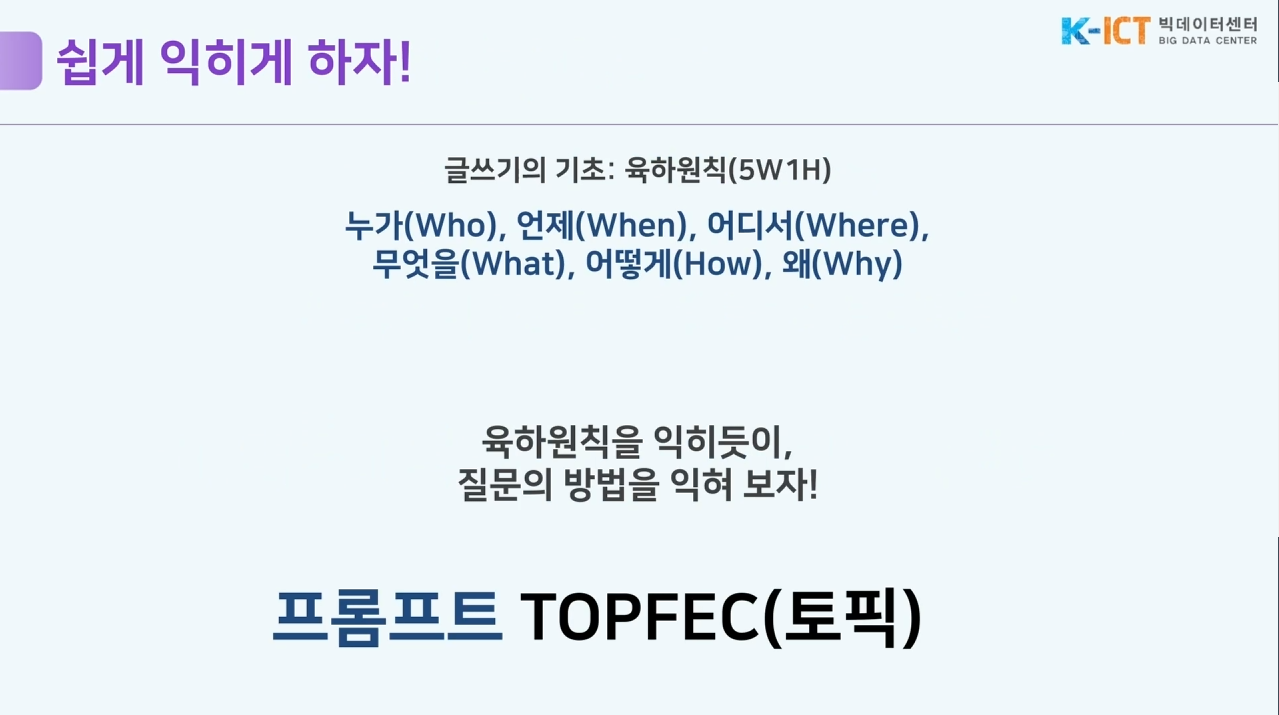 쉽게 익히게 하자!
K-ICT 빅데이터센터
BIG DATA CENTER
글쓰기의 기초: 육하원칙(5W1H)
누가(Who), 언제(When), 어디서(Where),
무엇을(What), 어떻게(How), 왜(Why)
육하원칙을 익히듯이,
질문의 방법을 익혀 보자!
프롬프트 TOPFEC(토픽)